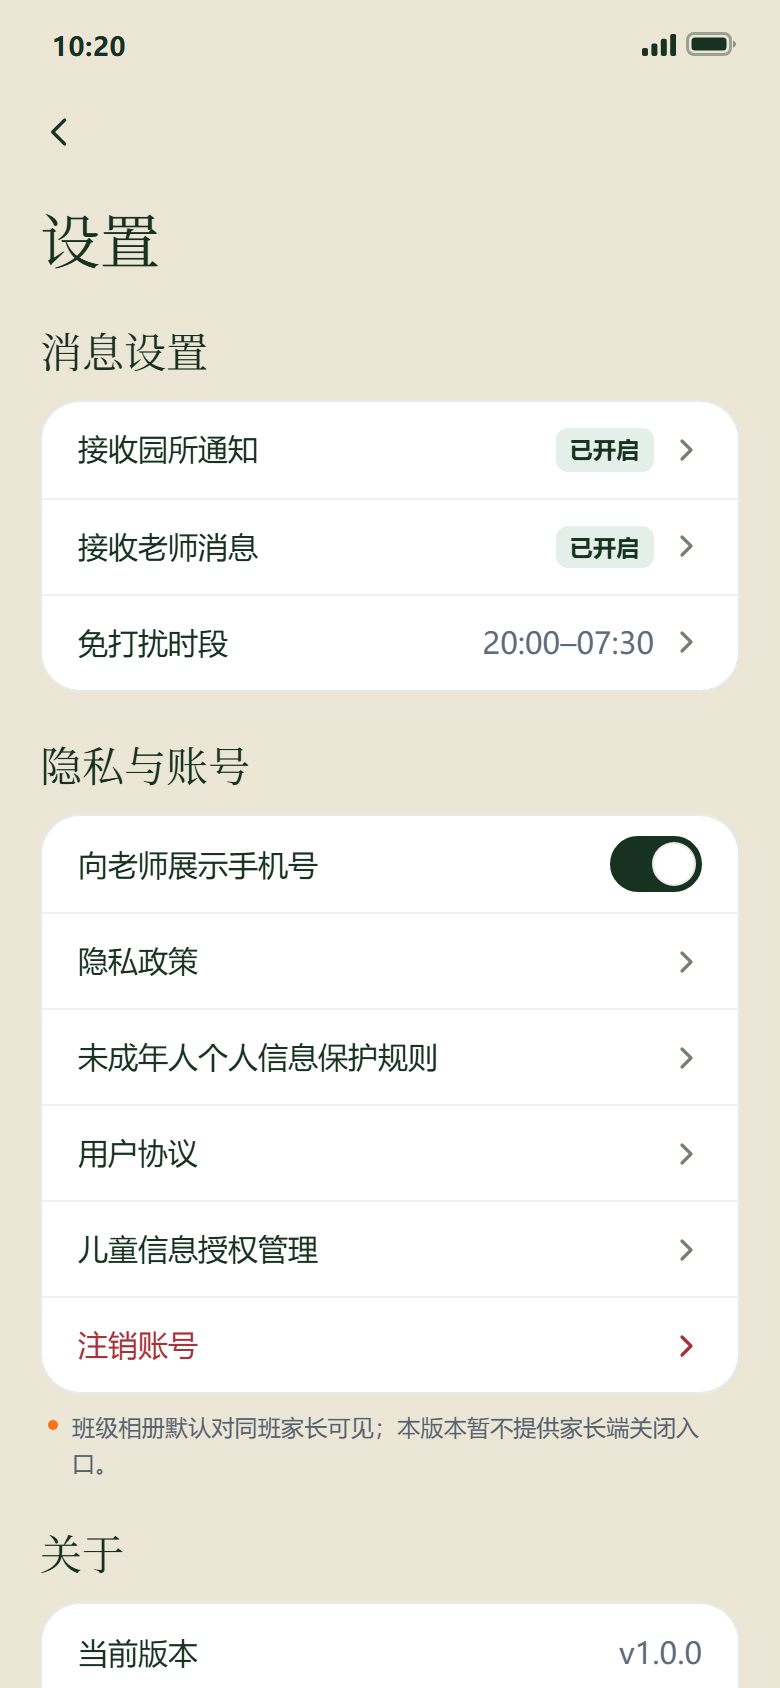 10:20
设置
消息设置
接收园所通知 已开启
接收老师消息 已开启
免打扰时段 20:00–07:30
隐私与账号
向老师展示手机号
隐私政策
未成年人个人信息保护规则
用户协议
儿童信息授权管理
注销账号
班级相册默认对同班家长可见；本版本暂不提供家长端关闭入
口。
关于
当前版本 v1.0.0